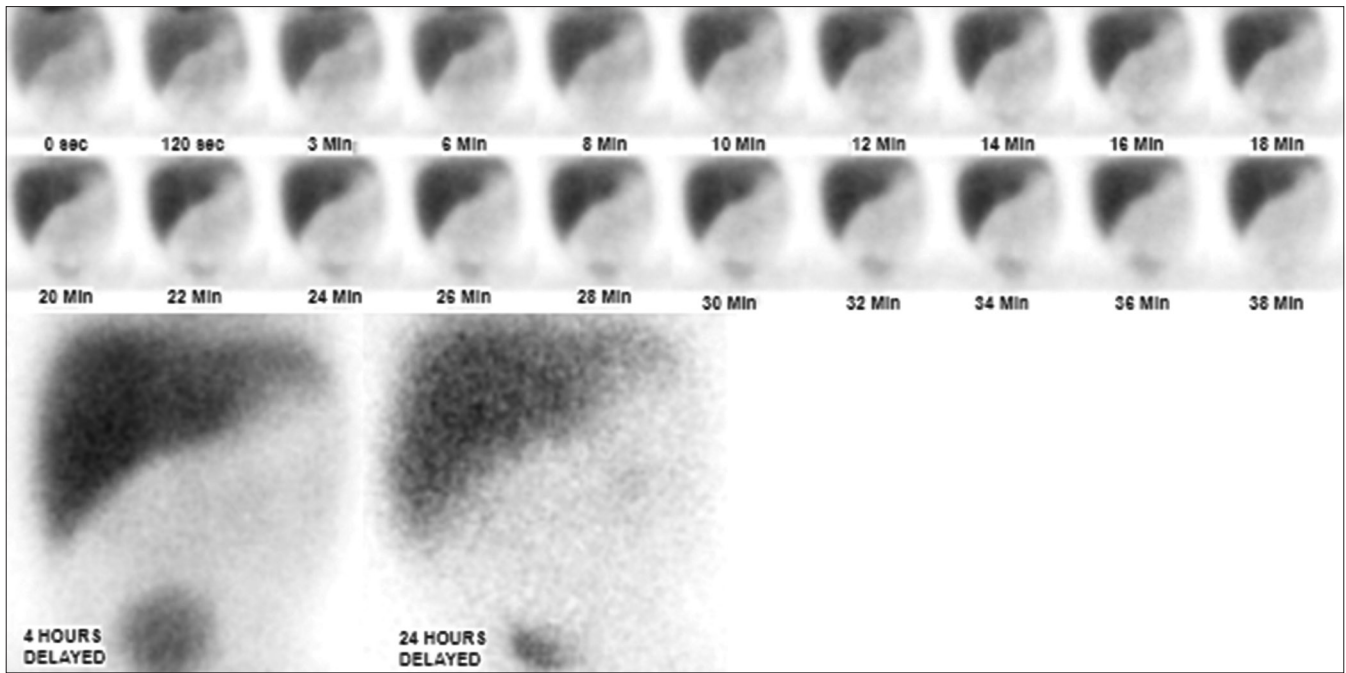 0 sec 120 sec 3 Min 6 Min 8 Min 10 Min 12 Min 14 Min 16 Min 18 Min
20 Min 22 Min 24 Min 26 Min 28 Min 30 Min 32 Min 34 Min 36 Min 38 Min
4 HOURS
DELAYED
24 HOURS
DELAYED